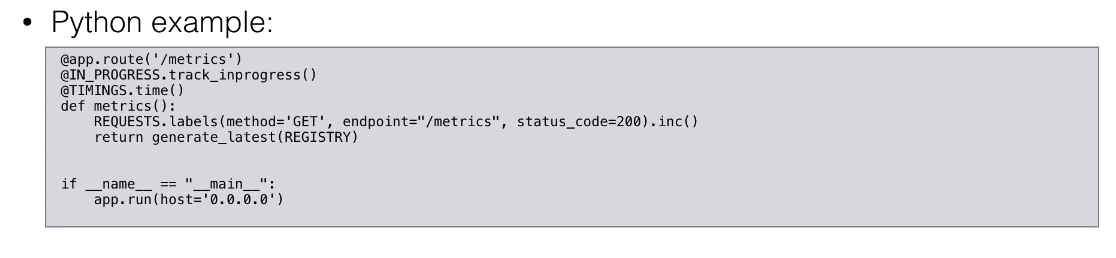 • Python example:
@app.route('/metrics')
@IN_PROGRESS.track_inprogress()
@TIMINGS.time()
def metrics():
    REQUESTS.labels(method='GET', endpoint="/metrics", status_code=200).inc()
    return generate_latest(REGISTRY)
if __name__ == "__main__":
    app.run(host='0.0.0.0')